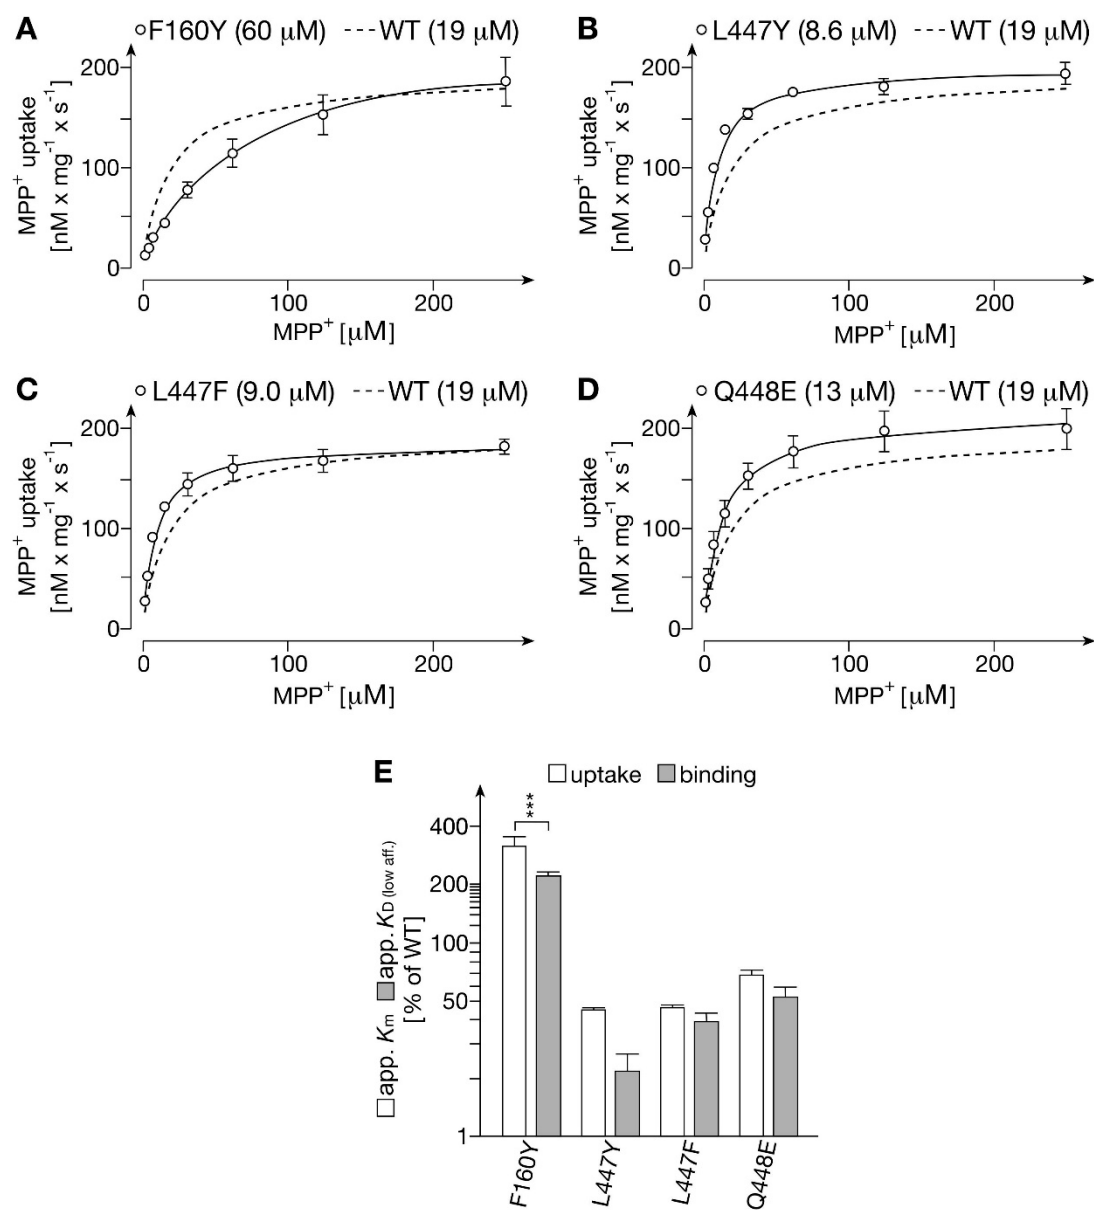 A
F160Y (60 μM) WT (19 μM)
200
100
0
MPP+ uptake
[nM x mg-1 x s-1]
0 100 200
MPP+ [μM]
B
L447Y (8.6 μM) WT (19 μM)
200
100
0
MPP+ uptake
[nM x mg-1 x s-1]
0 100 200
MPP+ [μM]
C
L447F (9.0 μM) WT (19 μM)
200
100
0
MPP+ uptake
[nM x mg-1 x s-1]
0 100 200
MPP+ [μM]
D
Q448E (13 μM) WT (19 μM)
200
100
0
MPP+ uptake
[nM x mg-1 x s-1]
0 100 200
MPP+ [μM]
E
uptake binding
***
400
200
100
50
1
app. Km app. KD (low aff.)
[% of WT]
F160Y L447Y L447F Q448E